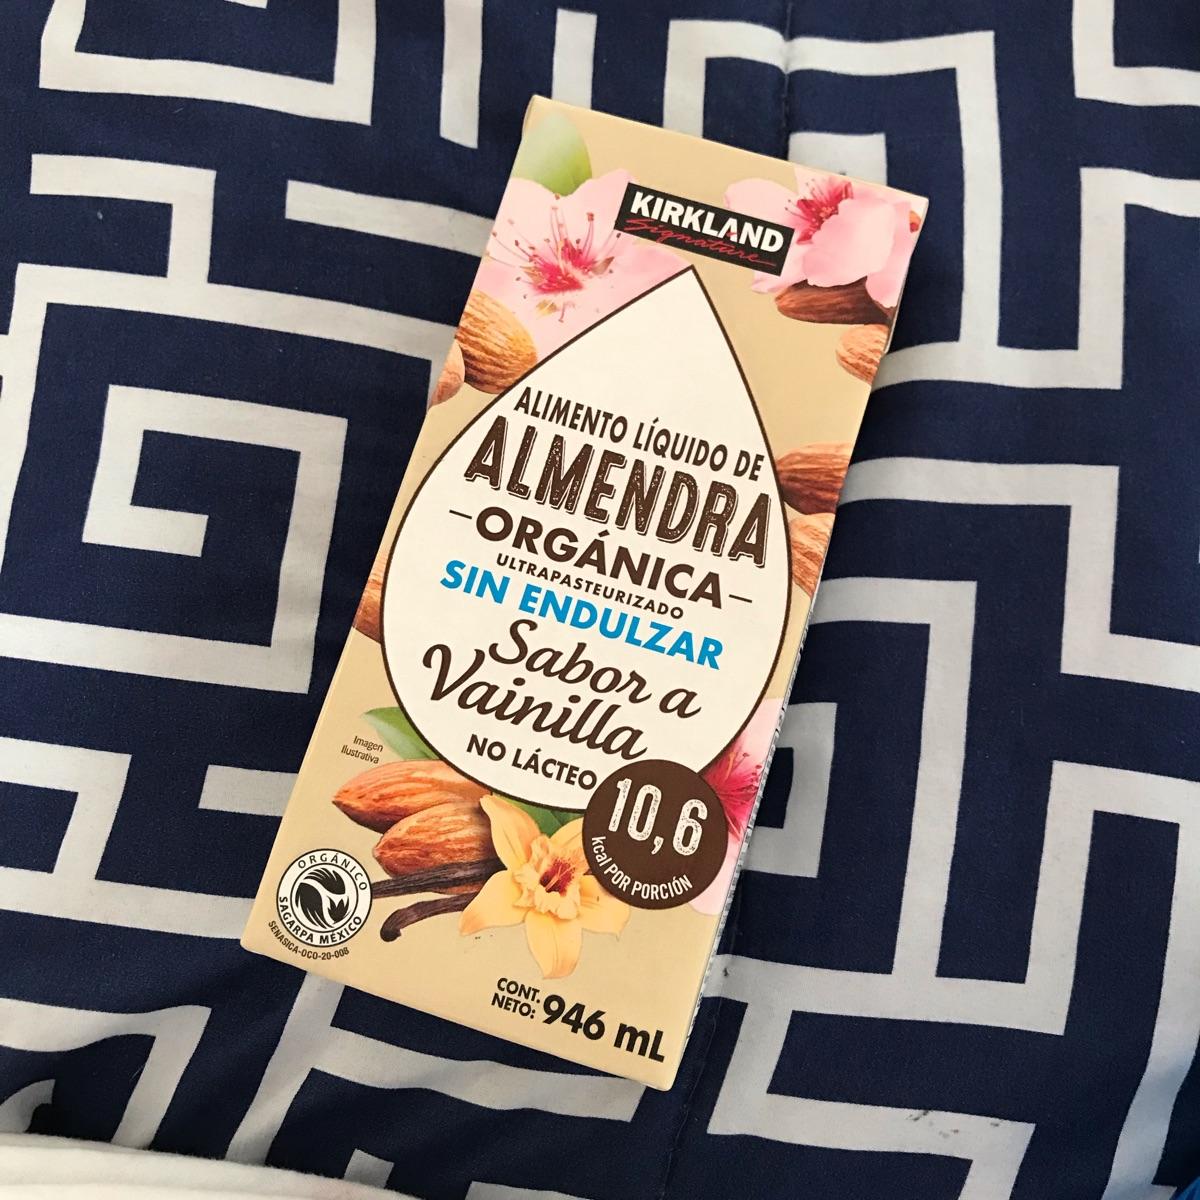 KIRKLAND
Signature
ALIMENTO LÍQUIDO DE
ALMENDRA
-ORGÁNICA-
ULTRAPASTEURIZADO
SIN ENDULZAR
Sabor a
Vainilla
NO LÁCTEO
10,6
kcal POR PORCIÓN
Imagen
Ilustrativa
ORGÁNICO
SAGARPA MÉXICO
SENASICA-OCO-20-008
CONT.
NETO: 946 mL